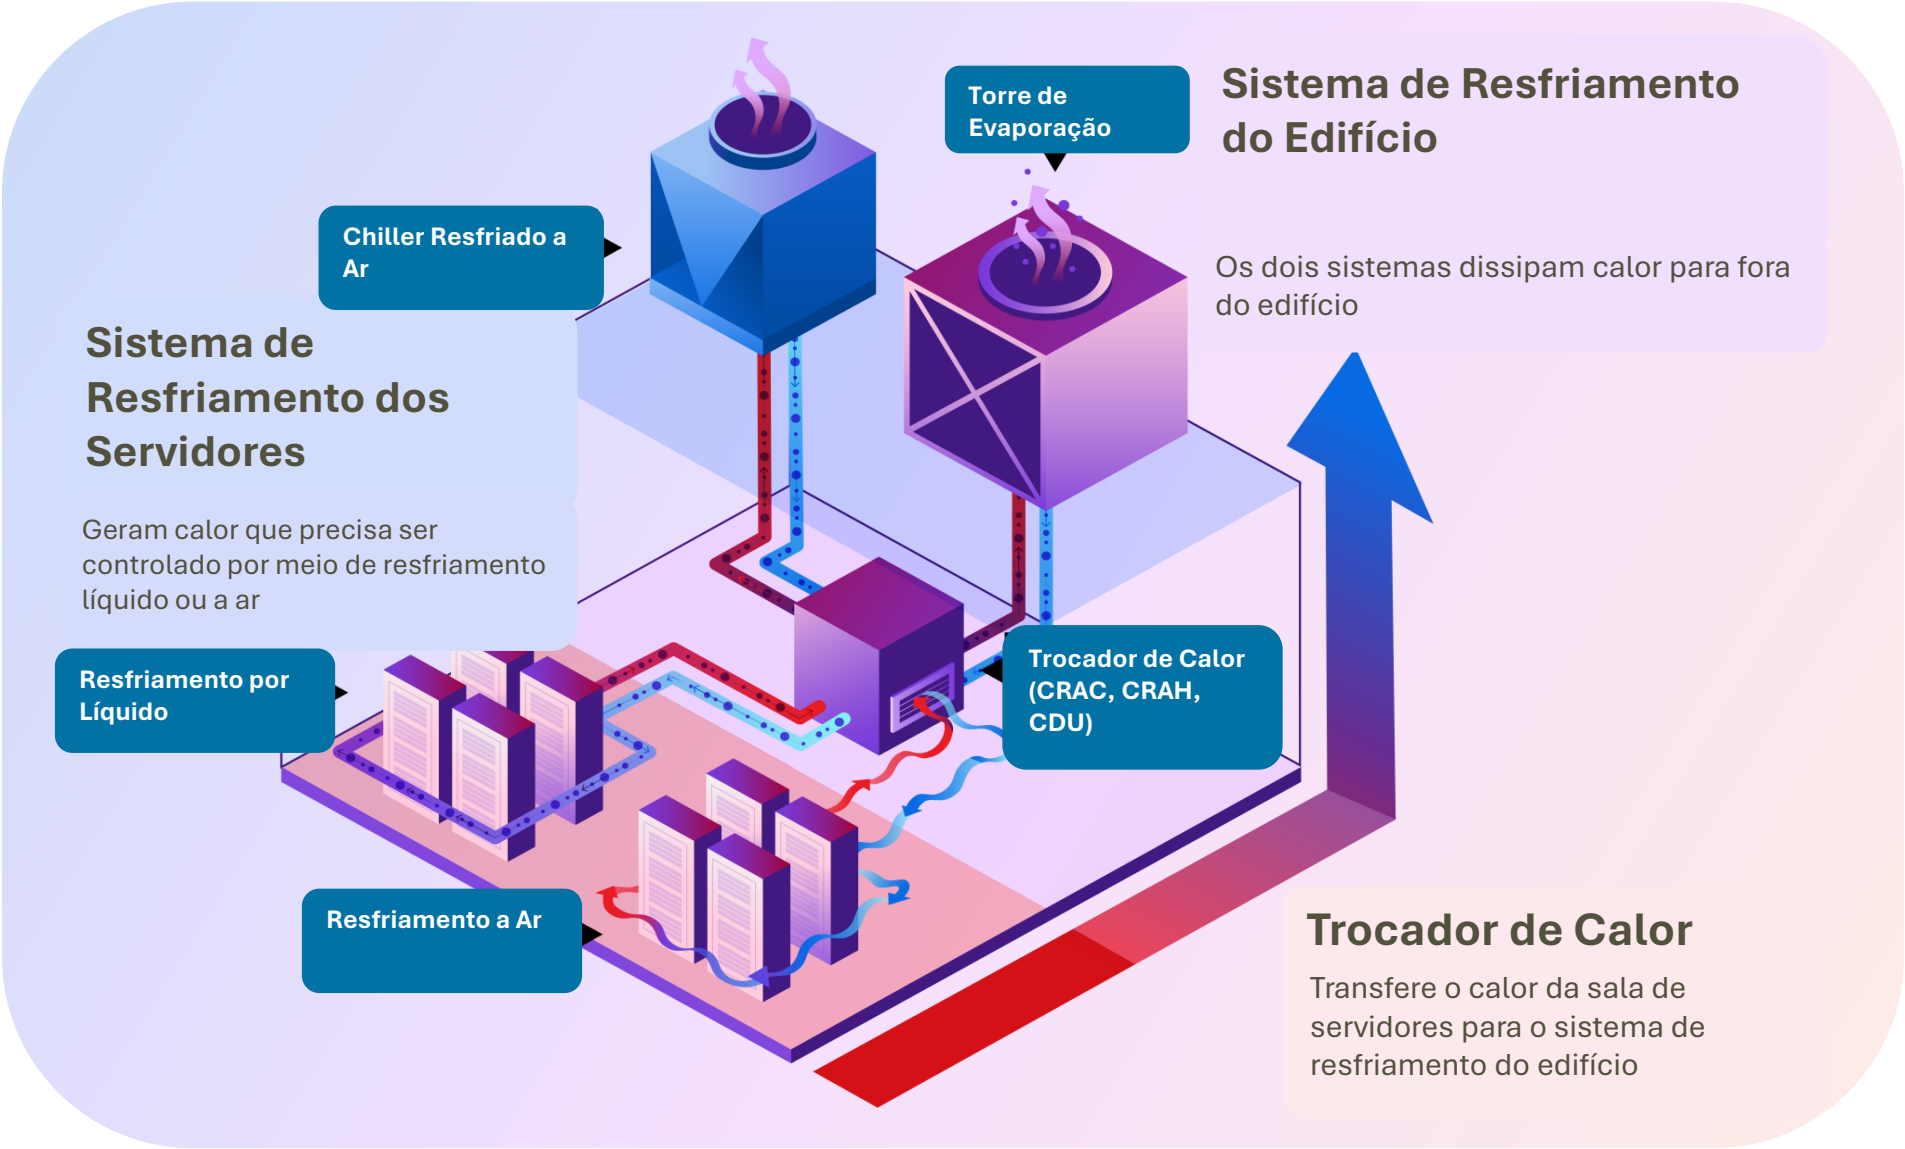 Torre de
Evaporação
Sistema de Resfriamento
do Edifício
Os dois sistemas dissipam calor para fora
do edifício
Chiller Resfriado a
Ar
Sistema de
Resfriamento dos
Servidores
Geram calor que precisa ser
controlado por meio de resfriamento
líquido ou a ar
Resfriamento por
Líquido
Trocador de Calor
(CRAC, CRAH,
CDU)
Resfriamento a Ar
Trocador de Calor
Transfere o calor da sala de
servidores para o sistema de
resfriamento do edifício